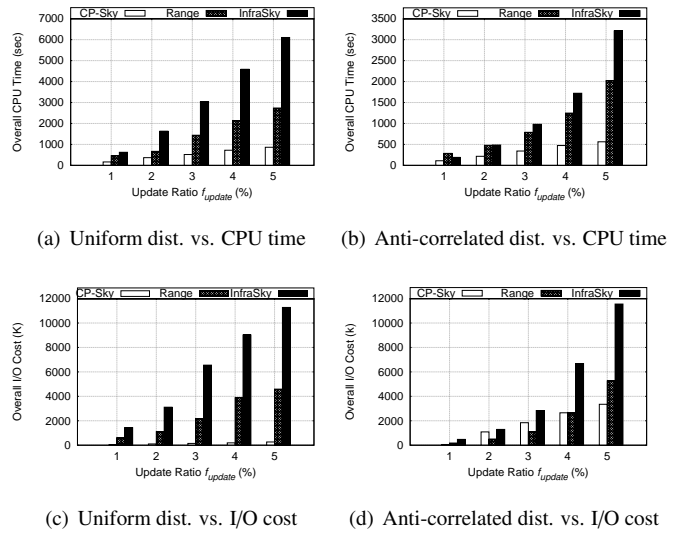 CP-Sky Range InfraSky
7000
6000
5000
4000
3000
2000
1000
0
Overall CPU Time (sec)
1 2 3 4 5
Update Ratio fupdate (%)
(a) Uniform dist. vs. CPU time
CP-Sky Range InfraSky
3500
3000
2500
2000
1500
1000
500
0
Overall CPU Time (sec)
1 2 3 4 5
Update Ratio fupdate (%)
(b) Anti-correlated dist. vs. CPU time
CP-Sky Range InfraSky
12000
10000
8000
6000
4000
2000
0
Overall I/O Cost (K)
1 2 3 4 5
Update Ratio fupdate (%)
(c) Uniform dist. vs. I/O cost
CP-Sky Range InfraSky
12000
10000
8000
6000
4000
2000
0
Overall I/O Cost (k)
1 2 3 4 5
Update Ratio fupdate (%)
(d) Anti-correlated dist. vs. I/O cost